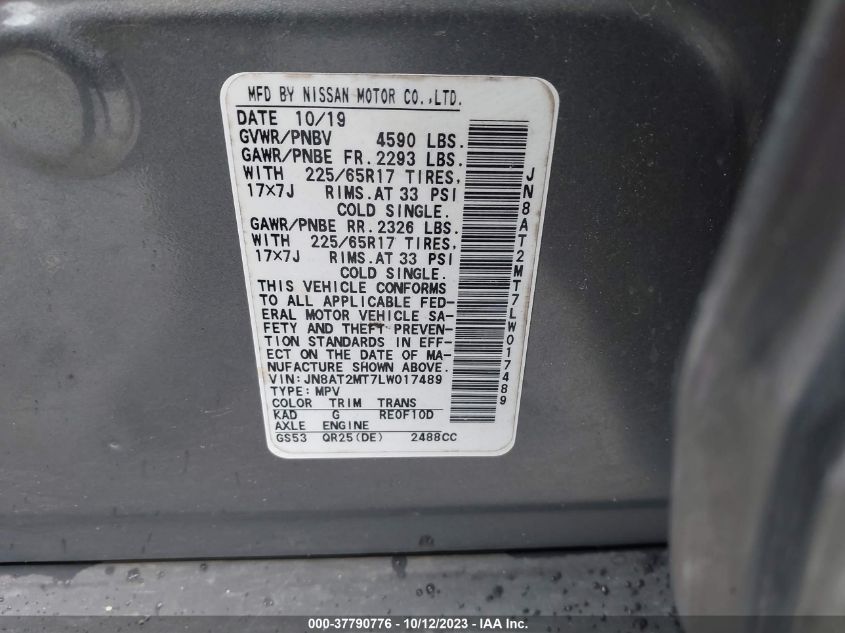 MFD BY NISSAN MOTOR CO.,LTD.
DATE 10/19
GVWR/PNBV 4590 LBS.
GAWR/PNBE FR. 2293 LBS.
WITH 225/65R17 TIRES,
17×7J RIMS. AT 33 PSI
COLD SINGLE.
GAWR/PNBE RR. 2326 LBS.
WITH 225/65R17 TIRES,
17×7J RIMS. AT 33 PSI
COLD SINGLE.
THIS VEHICLE CONFORMS
TO ALL APPLICABLE FED-
ERAL MOTOR VEHICLE SA-
FETY AND THEFT PREVEN-
TION STANDARDS IN EFF-
ECT ON THE DATE OF MA-
NUFACTURE SHOWN ABOVE.
VIN: JN8AT2MT7LW017489
TYPE: MPV
COLOR TRIM TRANS
KAD G RE0F10D
AXLE ENGINE
GS53 QR25(DE) 2488CC
JN8AT2MT7LW017489
000-37790776 - 10/12/2023 - IAA Inc.